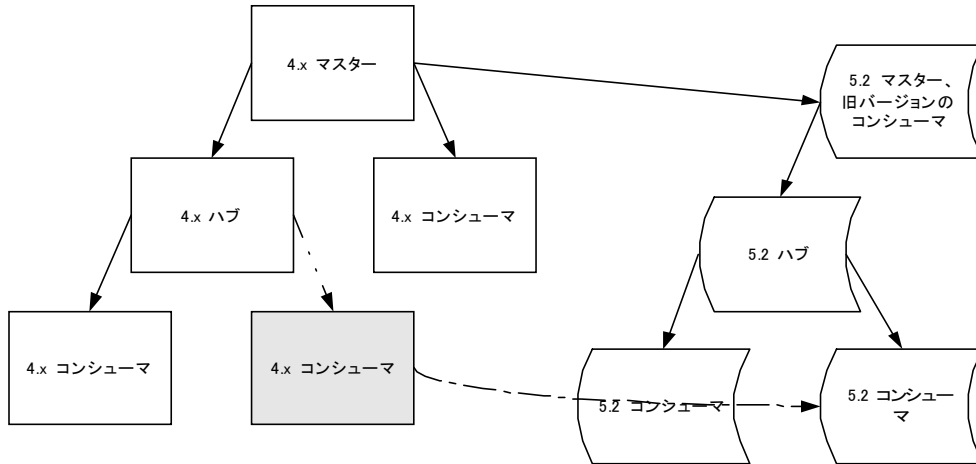 4.x マスター
5.2 マスター、
旧バージョンの
コンシューマ
4.x ハブ
4.x コンシューマ
5.2 ハブ
4.x コンシューマ
4.x コンシューマ
5.2 コンシューマ
5.2 コンシュー
マ